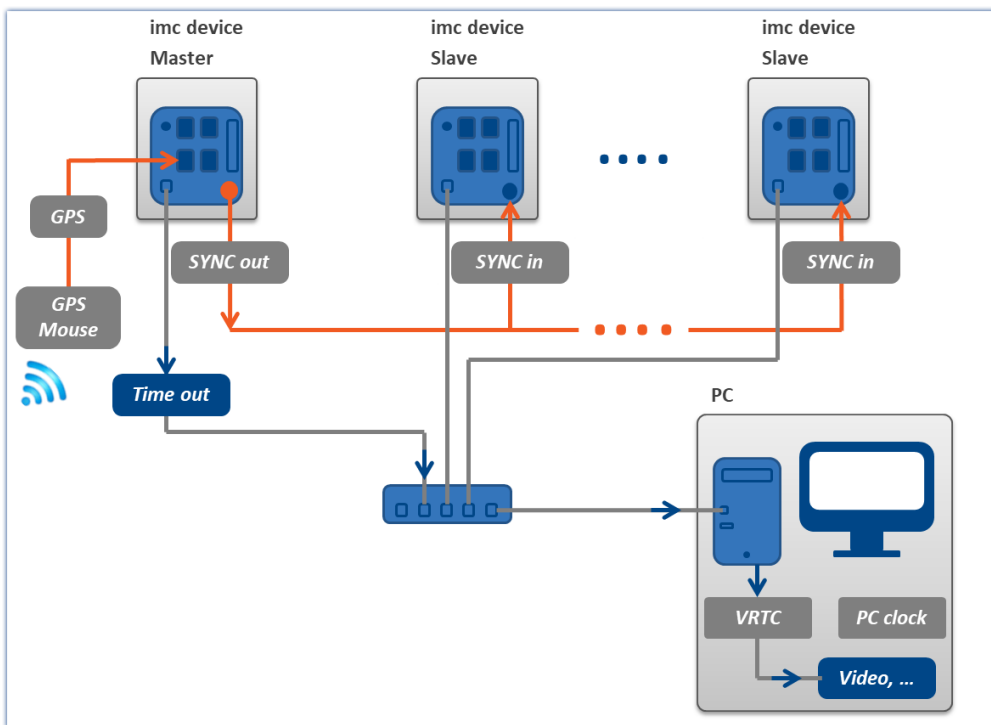 imc device
Master
imc device
Slave
imc device
Slave
GPS
SYNC out
SYNC in
SYNC in
GPS
Mouse
Time out
PC
VRTC
PC clock
Video, ...